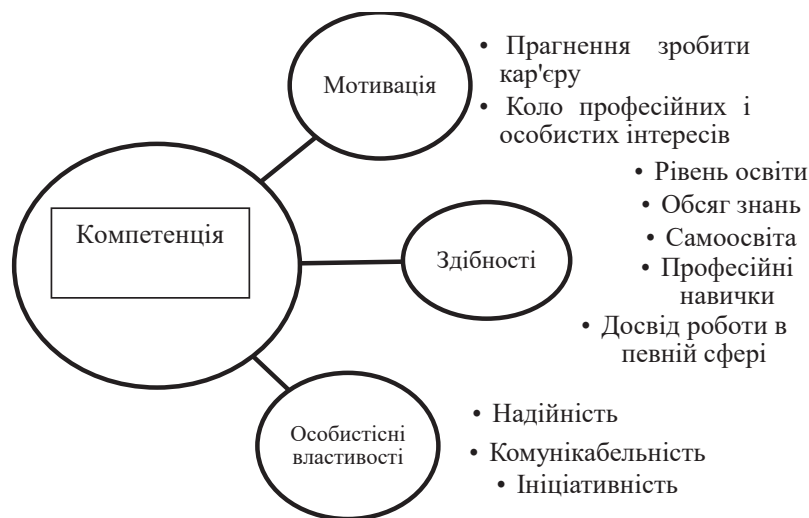 Компетенція
Мотивація
• Прагнення зробити
кар'єру
• Коло професійних і
особистих інтересів
Здібності
• Рівень освіти
• Обсяг знань
• Самоосвіта
• Професійні
навички
• Досвід роботи в
певній сфері
Особистісні
властивості
• Надійність
• Комунікабельність
• Ініціативність